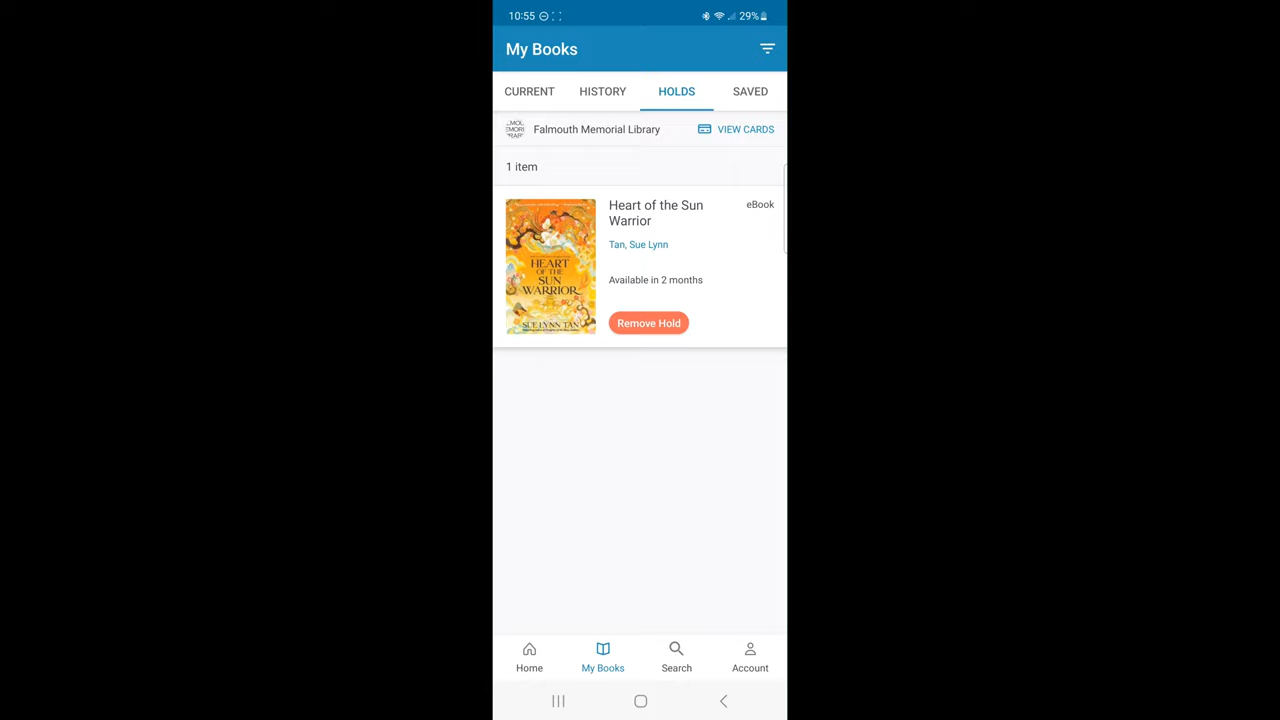 10:55
29%
My Books
CURRENT HISTORY HOLDS SAVED
Falmouth Memorial Library
VIEW CARDS
1 item
Heart of the Sun
Warrior
eBook
Tan, Sue Lynn
Available in 2 months
Remove Hold
HEART
OF THE
SUN
WARRIOR
SUE LYNN TAN
Home My Books Search Account